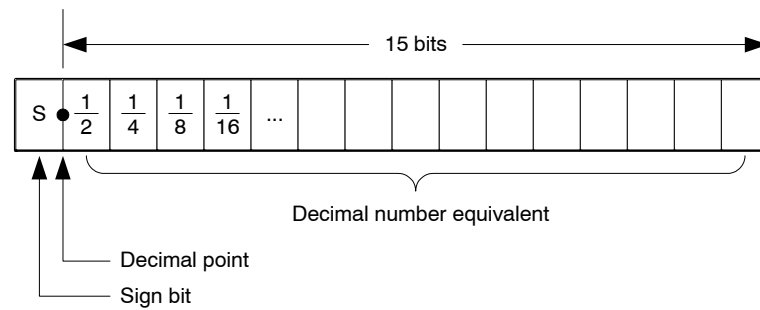 15 bits
S 1/2 1/4 1/8 1/16 ...
Decimal number equivalent
Decimal point
Sign bit